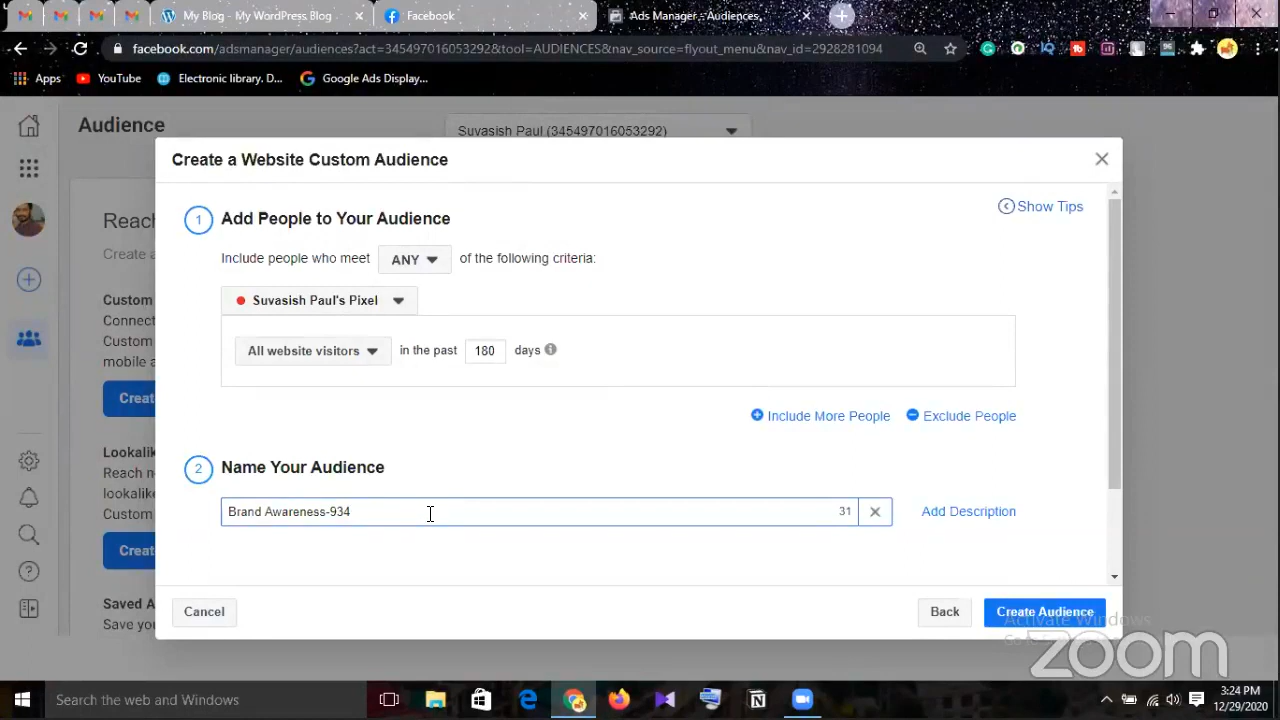 My Blog - My WordPress Blog
Facebook
Ads Manager - Audiences,
facebook.com/adsmanager/audiences?act=345497016053292&tool=AUDIENCES&nav_source=flyout_menu&nav_id=2928281094
Apps
YouTube
Electronic library. D...
Google Ads Display...
Audience
Suvasish Paul (345497016053292)
Create a Website Custom Audience
Show Tips
1
Add People to Your Audience
Include people who meet ANY of the following criteria:
Suvasish Paul's Pixel
All website visitors in the past 180 days
Include More People
Exclude People
2
Name Your Audience
Brand Awareness-934
31
Add Description
Cancel
Back
Create Audience
Reach
Create a
Custom
Connect
Custom
mobile a
Creat
Lookalik
Reach n
lookalik
Creat
Saved A
Save you
Activate Windows
zoom
Search the web and Windows
3:24 PM
12/29/2020